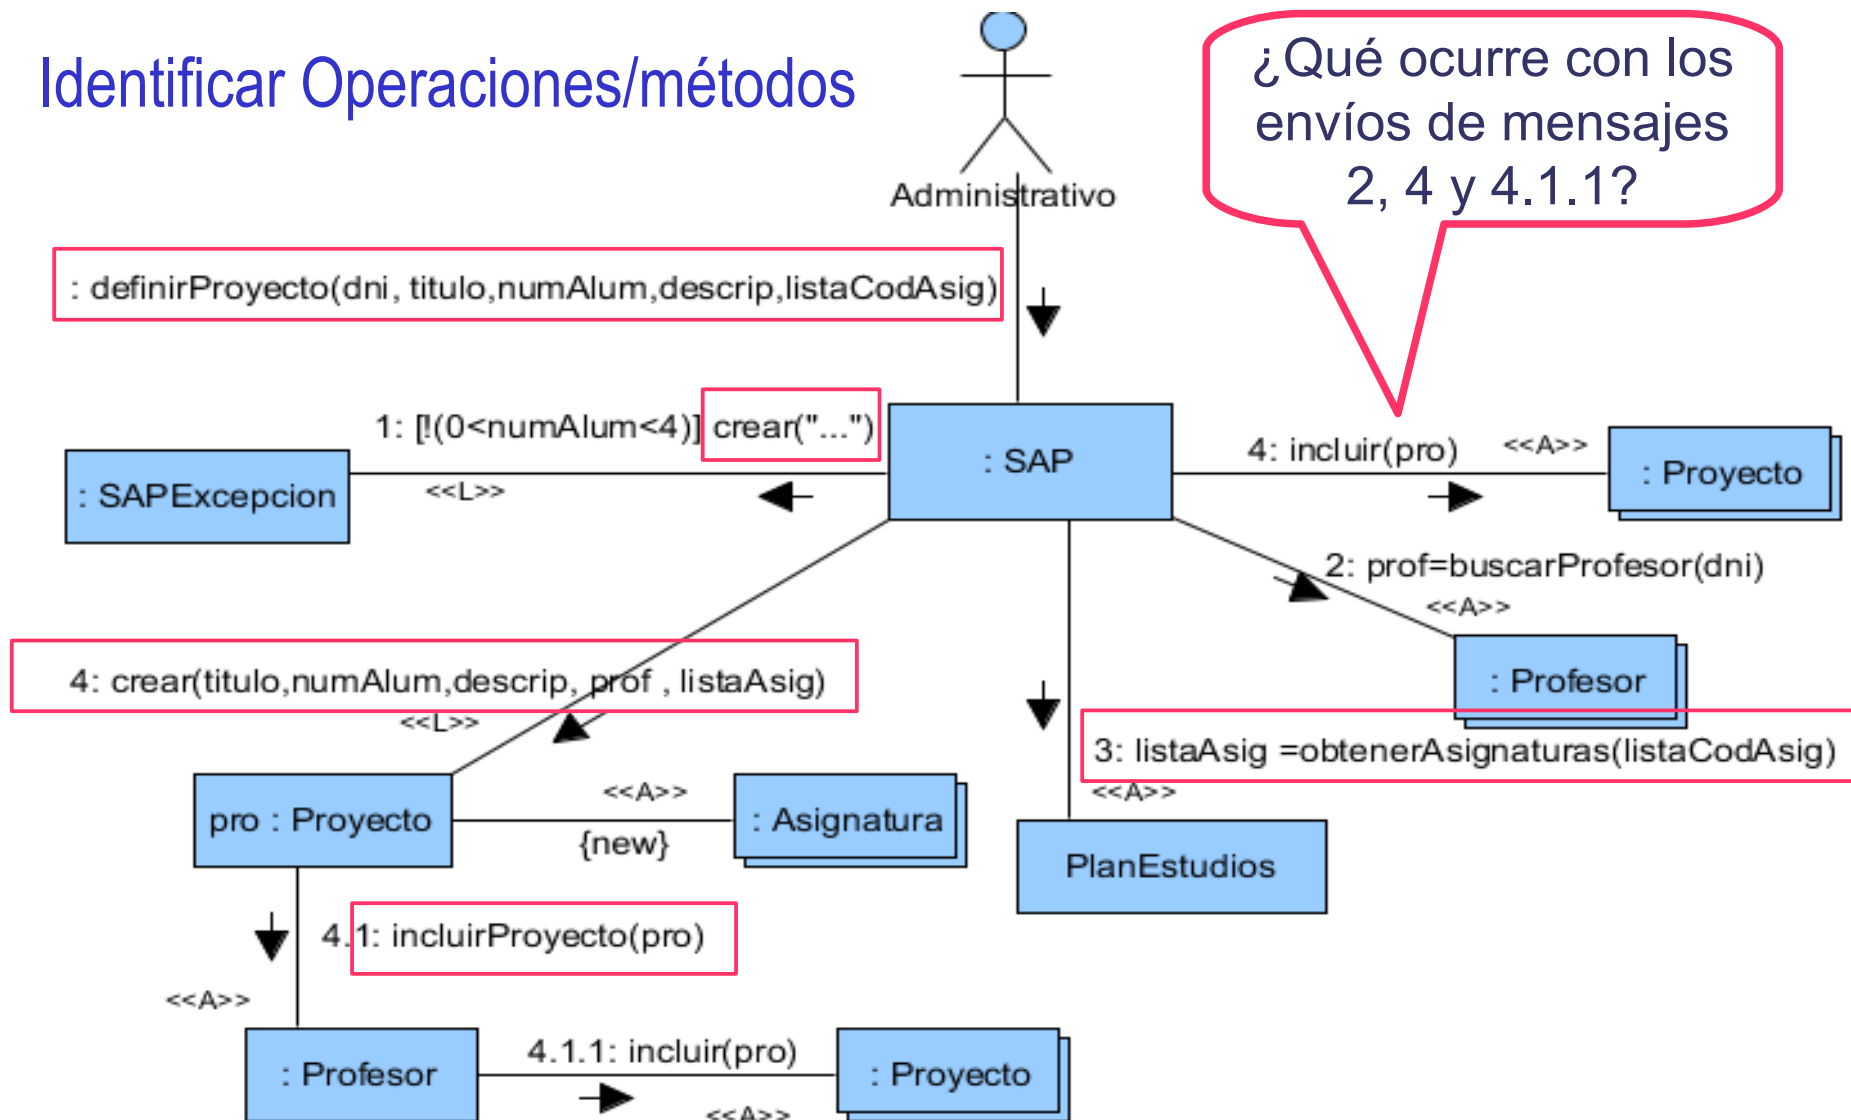 Identificar Operaciones/métodos
¿Qué ocurre con los
envíos de mensajes
2, 4 y 4.1.1?
Administrativo
: definirProyecto(dni, titulo,numAlum,descrip,listaCodAsig)
1: [!(0<numAlum<4)] crear("...")
<<L>>
: SAPExcepcion
: SAP
4: incluir(pro)
<<A>>
: Proyecto
2: prof=buscarProfesor(dni)
<<A>>
: Profesor
4: crear(titulo,numAlum,descrip, prof , listaAsig)
<<L>>
3: listaAsig =obtenerAsignaturas(listaCodAsig)
<<A>>
pro : Proyecto
<<A>>
{new}
: Asignatura
PlanEstudios
4.1: incluirProyecto(pro)
<<A>>
: Profesor
4.1.1: incluir(pro)
<<A>>
: Proyecto